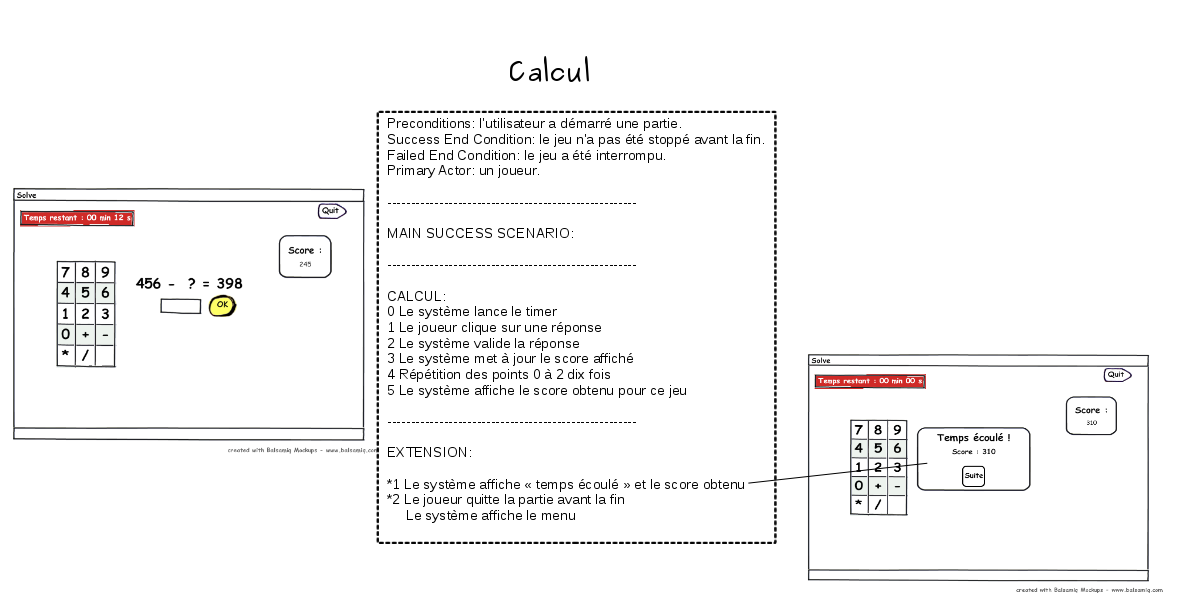 Calcul
Preconditions: l'utilisateur a démarré une partie.
Success End Condition: le jeu n'a pas été stoppé avant la fin.
Failed End Condition: le jeu a été interrompu.
Primary Actor: un joueur.
----------------------------------------------------
MAIN SUCCESS SCENARIO:
----------------------------------------------------
CALCUL:
0 Le système lance le timer
1 Le joueur clique sur une réponse
2 Le système valide la réponse
3 Le système met à jour le score affiché
4 Répétition des points 0 à 2 dix fois
5 Le système affiche le score obtenu pour ce jeu
----------------------------------------------------
EXTENSION:
*1 Le système affiche « temps écoulé » et le score obtenu
*2 Le joueur quitte la partie avant la fin
Le système affiche le menu
Solve
Temps restant : 00 min 12 s
Quit
Score :
245
7 8 9
4 5 6
1 2 3
0 + -
* /
456 - ? = 398
OK
created with Balsamiq Mockups - www.balsamiq.com
Solve
Temps restant : 00 min 00 s
Quit
Score :
310
7 8 9
4 5 6
1 2 3
0 + -
* /
Temps écoulé !
Score : 310
Suite
created with Balsamiq Mockups - www.balsamiq.com